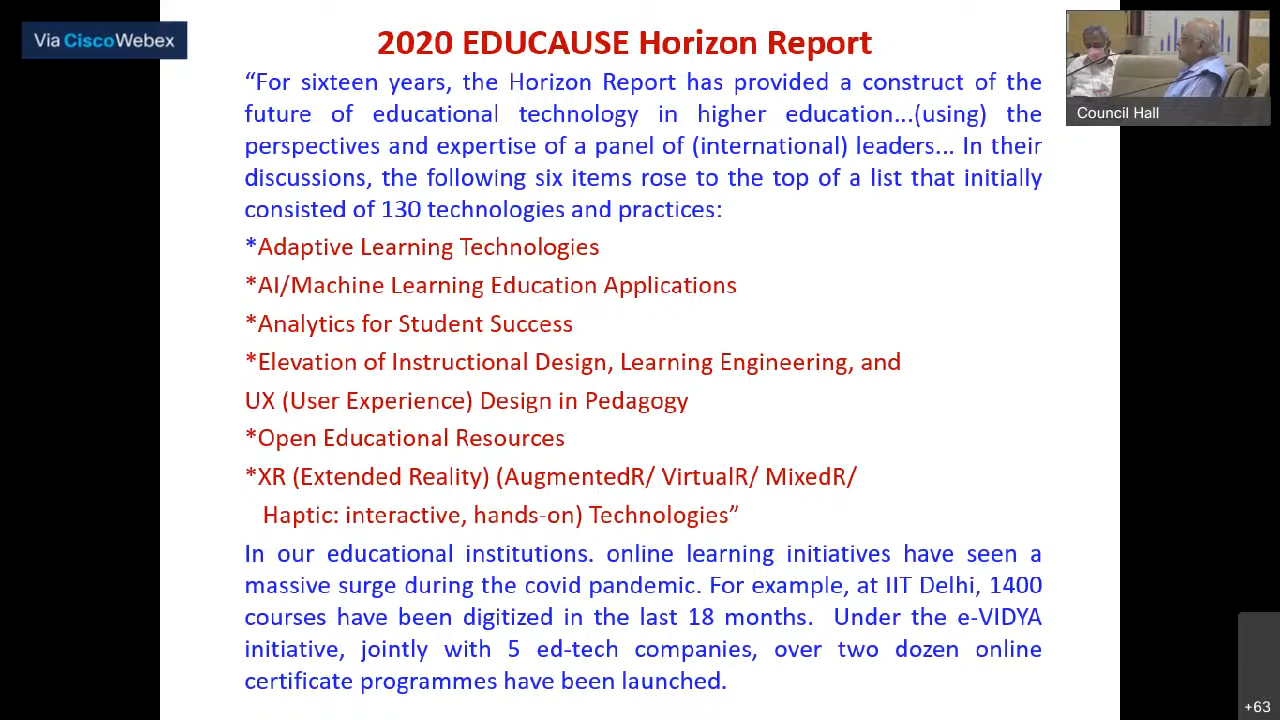 Via CiscoWebex
2020 EDUCAUSE Horizon Report
“For sixteen years, the Horizon Report has provided a construct of the
future of educational technology in higher education...(using) the
perspectives and expertise of a panel of (international) leaders... In their
discussions, the following six items rose to the top of a list that initially
consisted of 130 technologies and practices:
*Adaptive Learning Technologies
*AI/Machine Learning Education Applications
*Analytics for Student Success
*Elevation of Instructional Design, Learning Engineering, and
UX (User Experience) Design in Pedagogy
*Open Educational Resources
*XR (Extended Reality) (AugmentedR/ VirtualR/ MixedR/
Haptic: interactive, hands-on) Technologies”
In our educational institutions. online learning initiatives have seen a
massive surge during the covid pandemic. For example, at IIT Delhi, 1400
courses have been digitized in the last 18 months. Under the e-VIDYA
initiative, jointly with 5 ed-tech companies, over two dozen online
certificate programmes have been launched.
Council Hall
+63